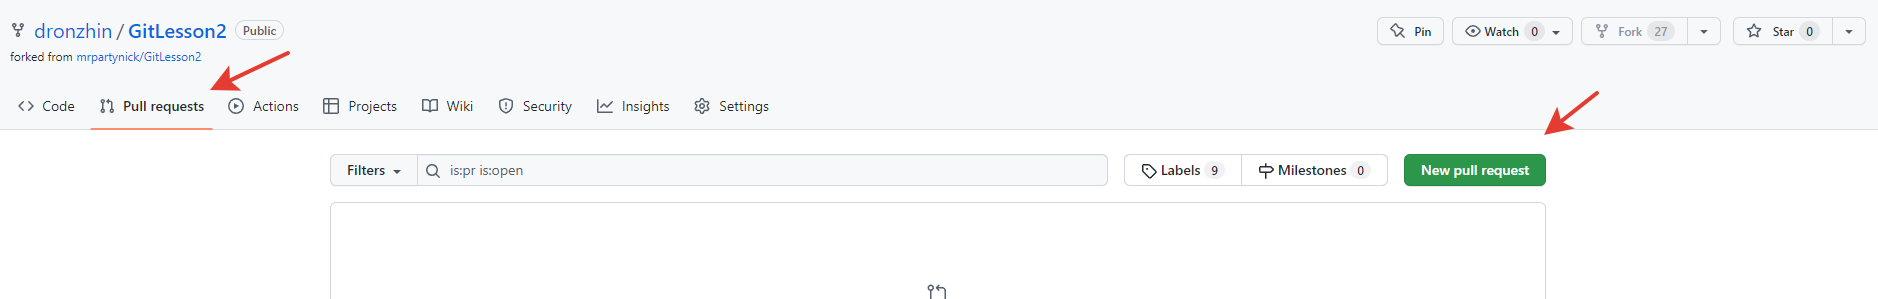 dronzhin / GitLesson2 Public Pin Watch 0 Fork 27 Star 0
forked from mrpartynick/GitLesson2
Code Pull requests Actions Projects Wiki Security Insights Settings
Filters is:pr is:open Labels 9 Milestones 0 New pull request